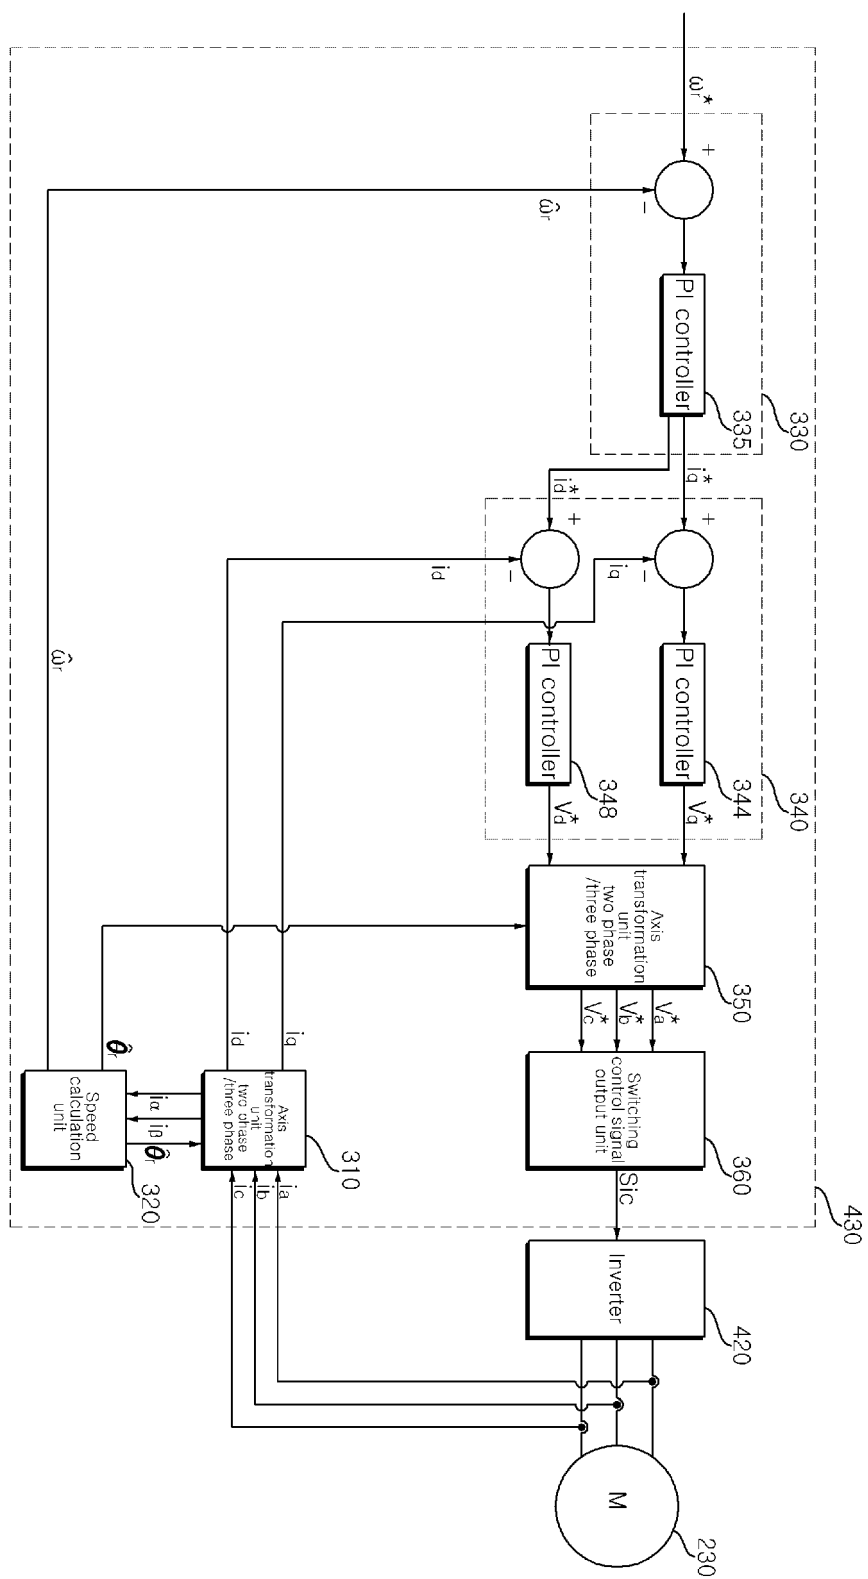 430
ωr*
+
−
ω̂r
PI controller
335
330
iq*
id*
+
−
+
−
iq
id
PI controller
344
PI controller
348
340
Vq*
Vd*
Axis
transformation
unit
two phase
/three phase
350
Va*
Vb*
Vc*
Switching
control signal
output unit
360
Sic
Inverter
420
M
230
ω̂r
θ̂r
id
iq
Axis
transformation
unit
two phase
/three phase
310
ia
ib
ic
iα
iβ
θ̂r
Speed
calculation
unit
320